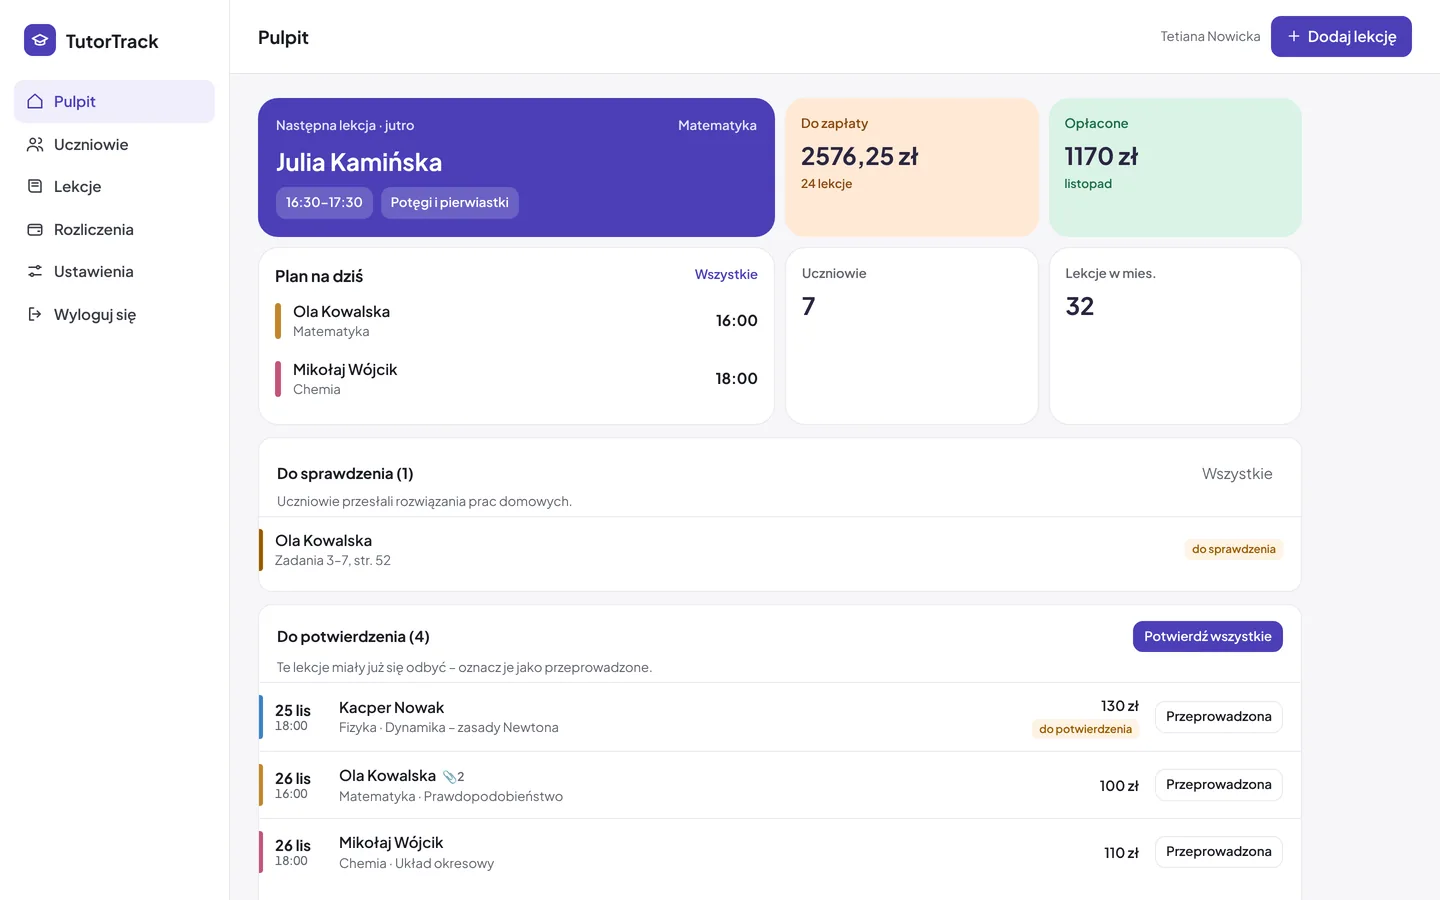 TutorTrack
Pulpit
Uczniowie
Lekcje
Rozliczenia
Ustawienia
Wyloguj się
Pulpit
Tetiana Nowicka
+ Dodaj lekcję
Następna lekcja · jutro
Matematyka
Julia Kamińska
16:30–17:30
Potęgi i pierwiastki
Do zapłaty
2576,25 zł
24 lekcje
Opłacone
1170 zł
listopad
Plan na dziś
Wszystkie
Ola Kowalska
Matematyka
16:00
Mikołaj Wójcik
Chemia
18:00
Uczniowie
7
Lekcje w mies.
32
Do sprawdzenia (1)
Wszystkie
Uczniowie przesłali rozwiązania prac domowych.
Ola Kowalska
Zadania 3–7, str. 52
do sprawdzenia
Do potwierdzenia (4)
Potwierdź wszystkie
Te lekcje miały już się odbyć – oznacz je jako przeprowadzone.
25 lis
18:00
Kacper Nowak
Fizyka · Dynamika – zasady Newtona
130 zł
do potwierdzenia
Przeprowadzona
26 lis
16:00
Ola Kowalska 📎2
Matematyka · Prawdopodobieństwo
100 zł
Przeprowadzona
26 lis
18:00
Mikołaj Wójcik
Chemia · Układ okresowy
110 zł
Przeprowadzona